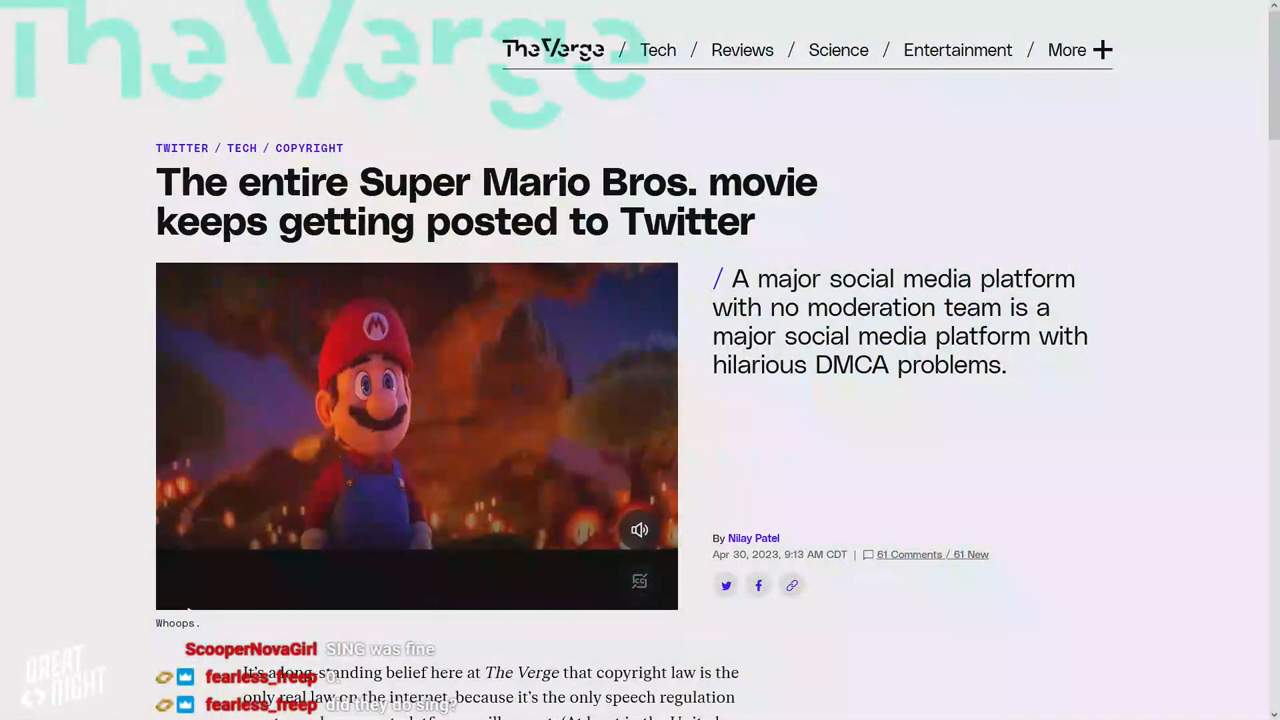 The Verge
The Verge / Tech / Reviews / Science / Entertainment / More
TWITTER / TECH / COPYRIGHT
The entire Super Mario Bros. movie
keeps getting posted to Twitter
/ A major social media platform
with no moderation team is a
major social media platform with
hilarious DMCA problems.
M
By Nilay Patel
Apr 30, 2023, 9:13 AM CDT | 61 Comments / 61 New
Whoops.
ScooperNovaGirl SING was fine
It's a long-standing belief here at The Verge that copyright law is the
fearless_freep
only real law on the internet, because it's the only speech regulation
fearless_freep did they do sing?
GREAT
NIGHT